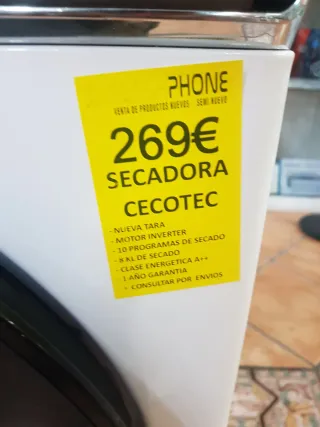 PHONE
VENTA DE PRODUCTOS NUEVOS SEMI NUEVO
269€
SECADORA
CECOTEC
- NUEVA TARA
- MOTOR INVERTER
- 10 PROGRAMAS DE SECADO
- 8 KL DE SECADO
- CLASE ENERGETICA A++
- 1 AÑO GARANTIA
- CONSULTAR POR ENVIOS